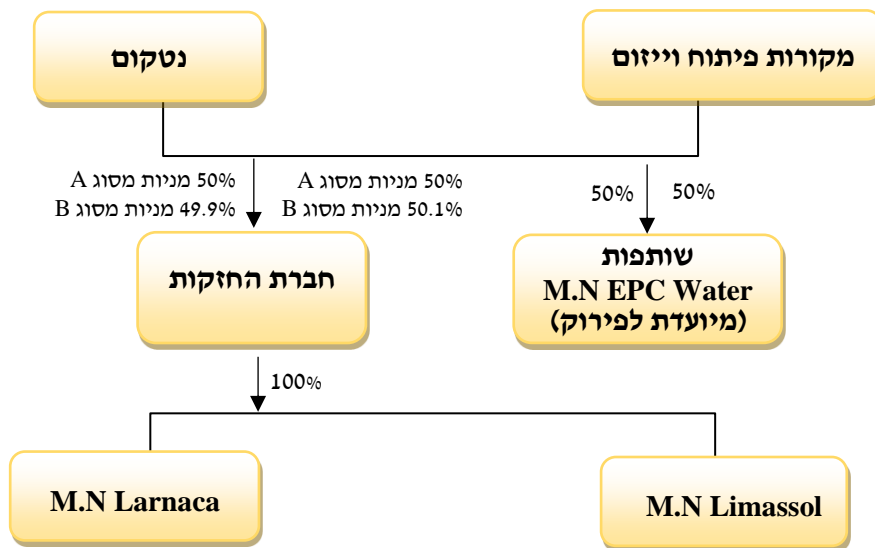 מקורות פיתוח וייזום
נטקום
50% מניות מסוג A
50.1% מניות מסוג B
50% מניות מסוג A
49.9% מניות מסוג B
50%
50%
שותפות
M.N EPC Water
(מיועדת לפירוק)
חברת החזקות
100%
M.N Larnaca
M.N Limassol